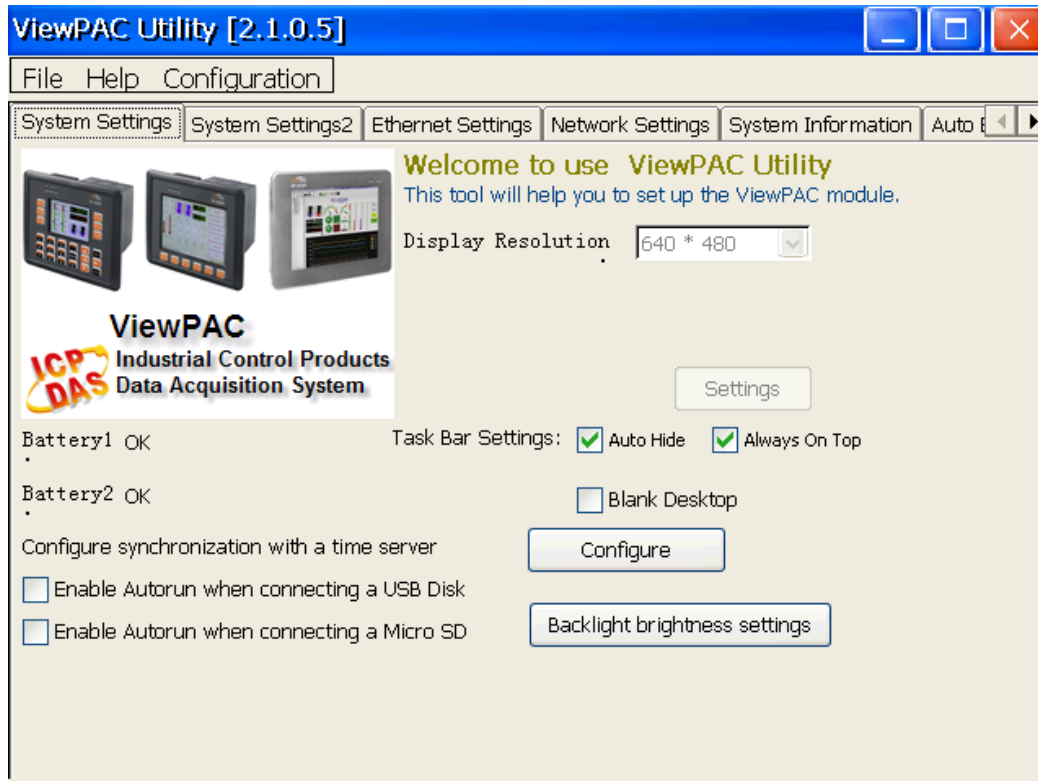 ViewPAC Utility [2.1.0.5]
File Help Configuration
System Settings System Settings2 Ethernet Settings Network Settings System Information Auto
Welcome to use ViewPAC Utility
This tool will help you to set up the ViewPAC module.
Display Resolution 640 * 480
ViewPAC
ICP DAS
Industrial Control Products
Data Acquisition System
Settings
Battery1 OK
Task Bar Settings: Auto Hide Always On Top
Battery2 OK
Blank Desktop
Configure synchronization with a time server Configure
Enable Autorun when connecting a USB Disk
Enable Autorun when connecting a Micro SD
Backlight brightness settings